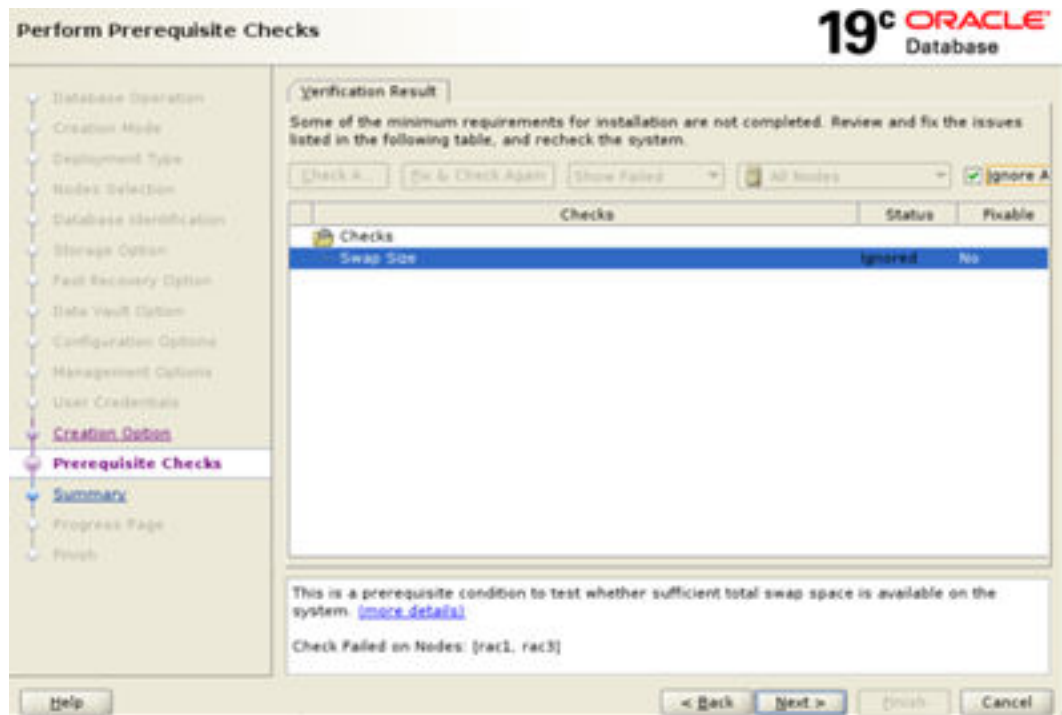 Perform Prerequisite Checks
19c ORACLE
Database
Database Operation
Creation Mode
Deployment Type
Nodes Selection
Database Identification
Storage Option
Fast Recovery Option
Data Vault Option
Configuration Options
Management Options
User Credentials
Creation Option
Prerequisite Checks
Summary
Progress Page
Finish
Verification Result
Some of the minimum requirements for installation are not completed. Review and fix the issues
listed in the following table, and recheck the system.
Check A... Fix & Check Again Show Failed All Nodes Ignore A
Checks Status Fixable
Checks
Swap Size Ignored No
This is a prerequisite condition to test whether sufficient total swap space is available on the
system. (more details)
Check Failed on Nodes: [rac1, rac3]
Help < Back Next > Finish Cancel